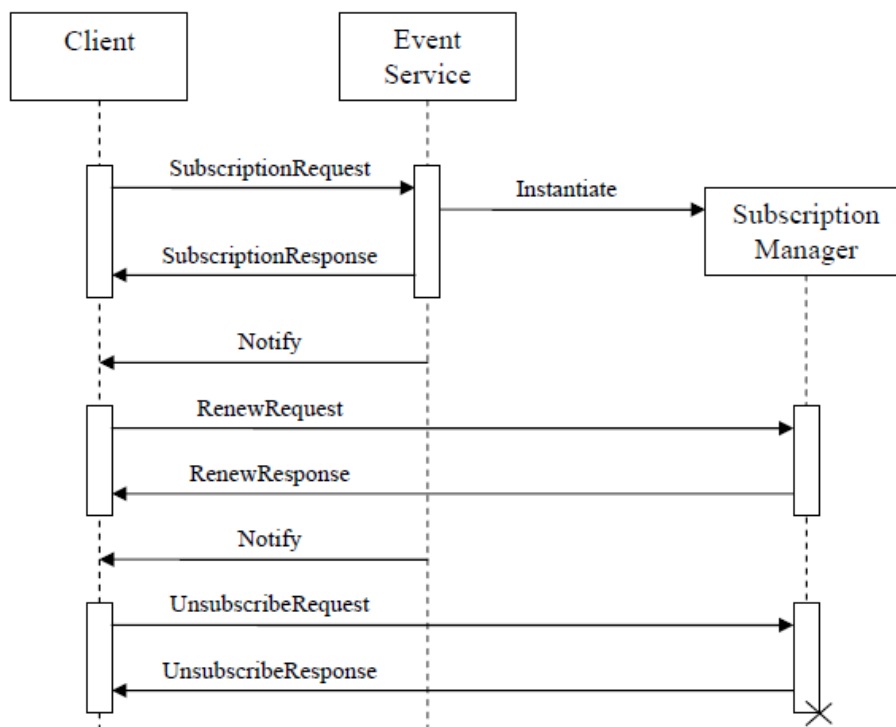 Client
Event
Service
SubscriptionRequest
Instantiate
Subscription
Manager
SubscriptionResponse
Notify
RenewRequest
RenewResponse
Notify
UnsubscribeRequest
UnsubscribeResponse